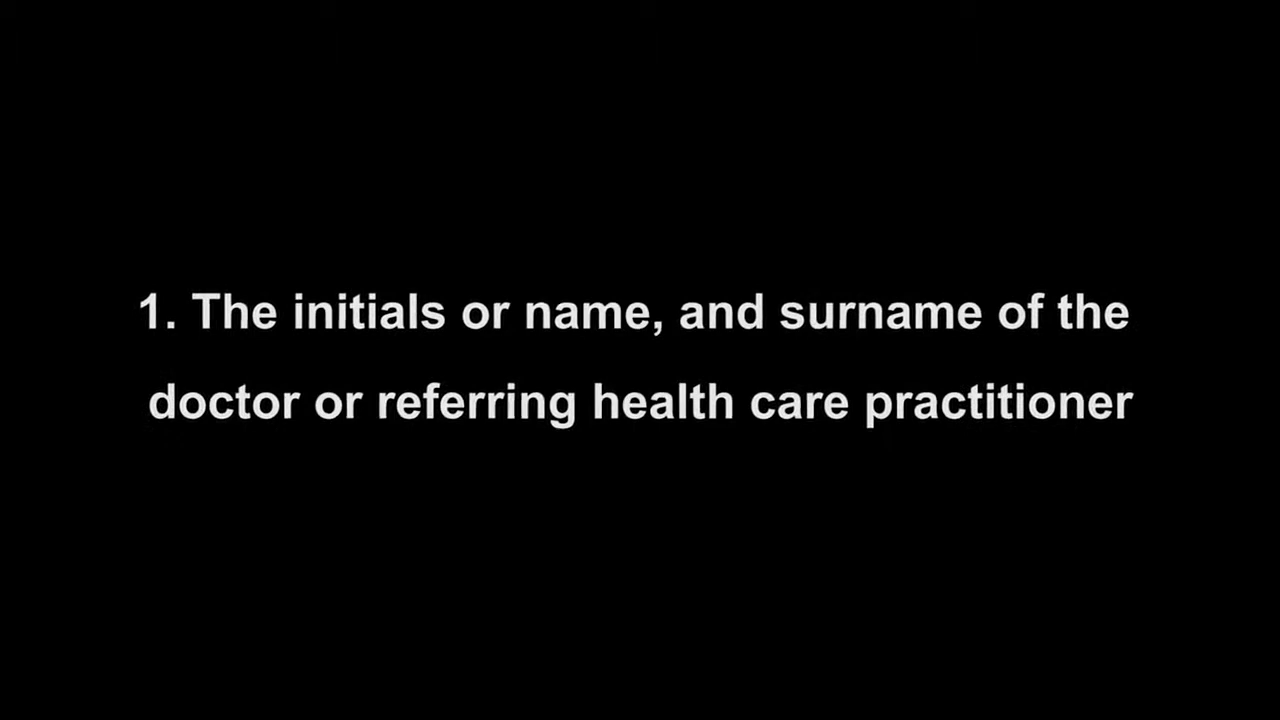 1. The initials or name, and surname of the
doctor or referring health care practitioner